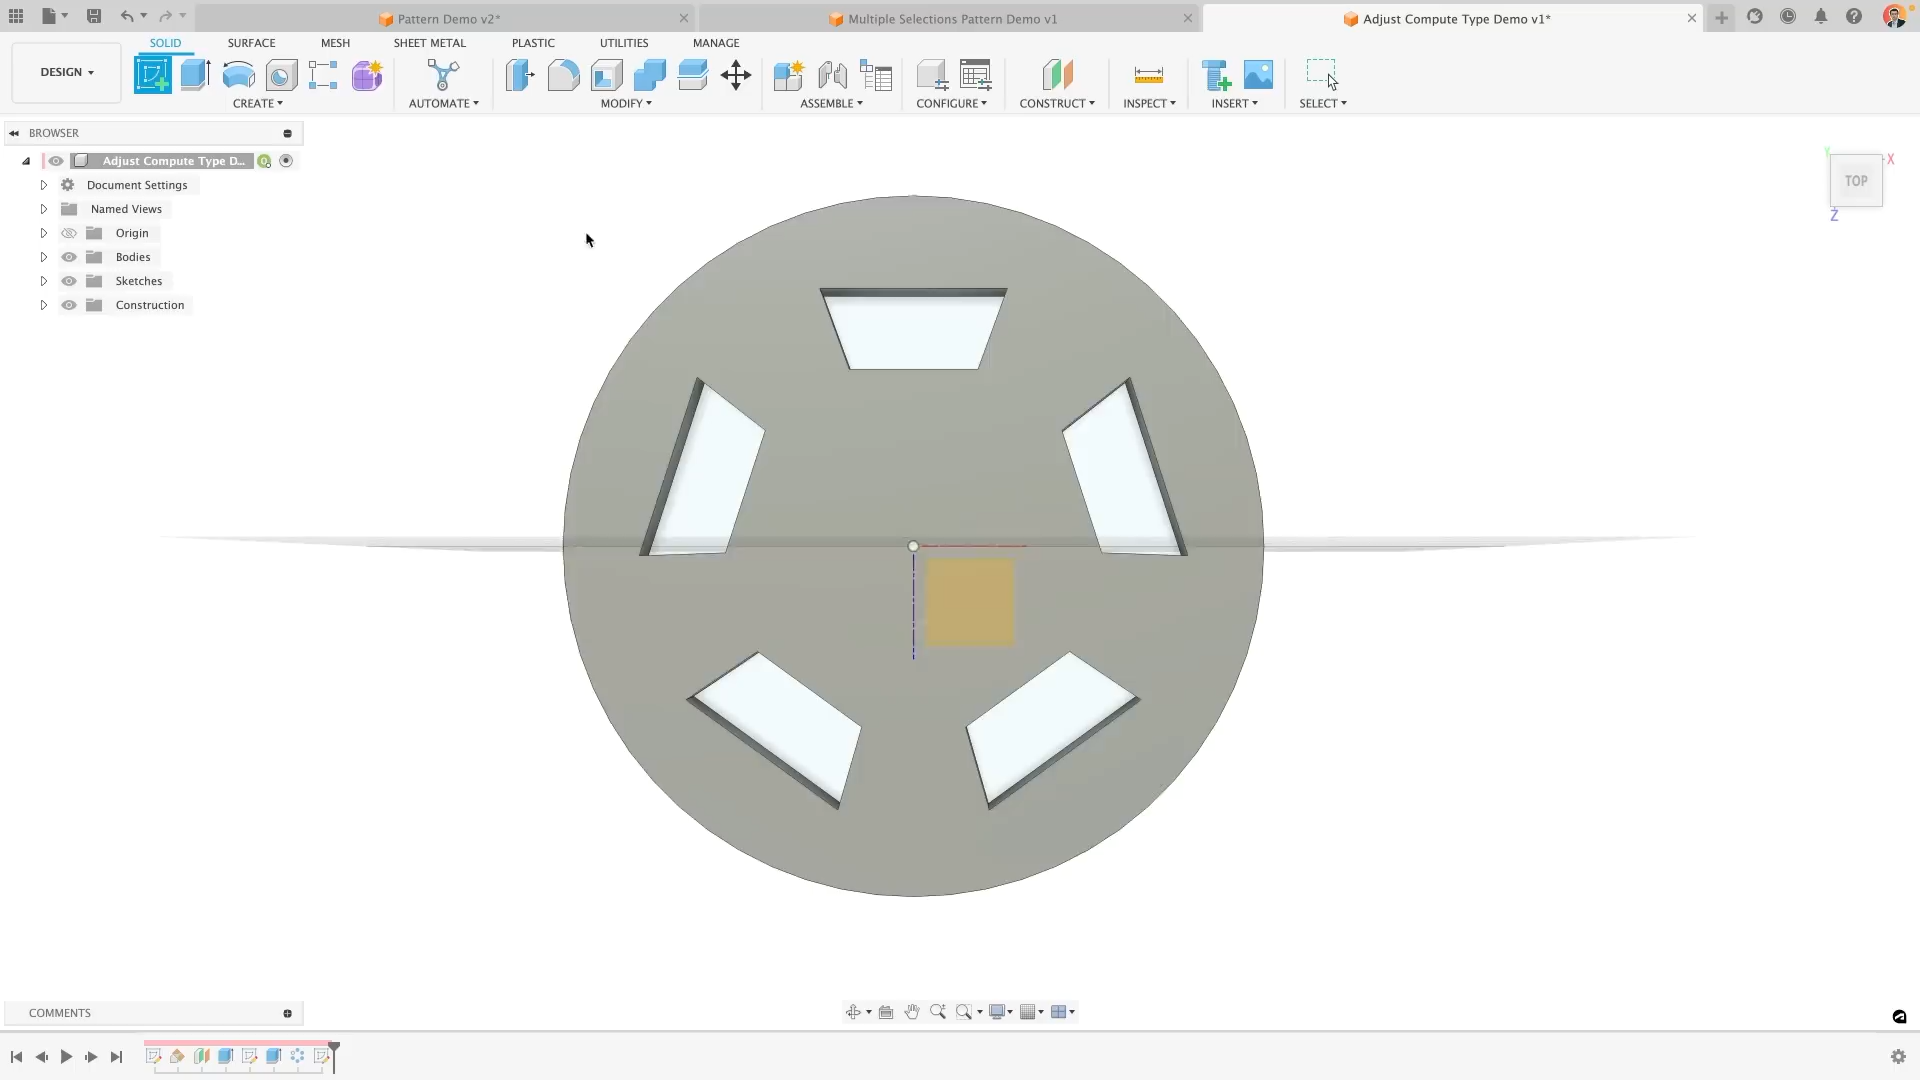 Pattern Demo v2*
Multiple Selections Pattern Demo v1
Adjust Compute Type Demo v1*
SOLID
SURFACE
MESH
SHEET METAL
PLASTIC
UTILITIES
MANAGE
DESIGN
CREATE
AUTOMATE
MODIFY
ASSEMBLE
CONFIGURE
CONSTRUCT
INSPECT
INSERT
SELECT
BROWSER
Adjust Compute Type D...
Document Settings
Named Views
Origin
Bodies
Sketches
Construction
Y
X
TOP
Z
COMMENTS